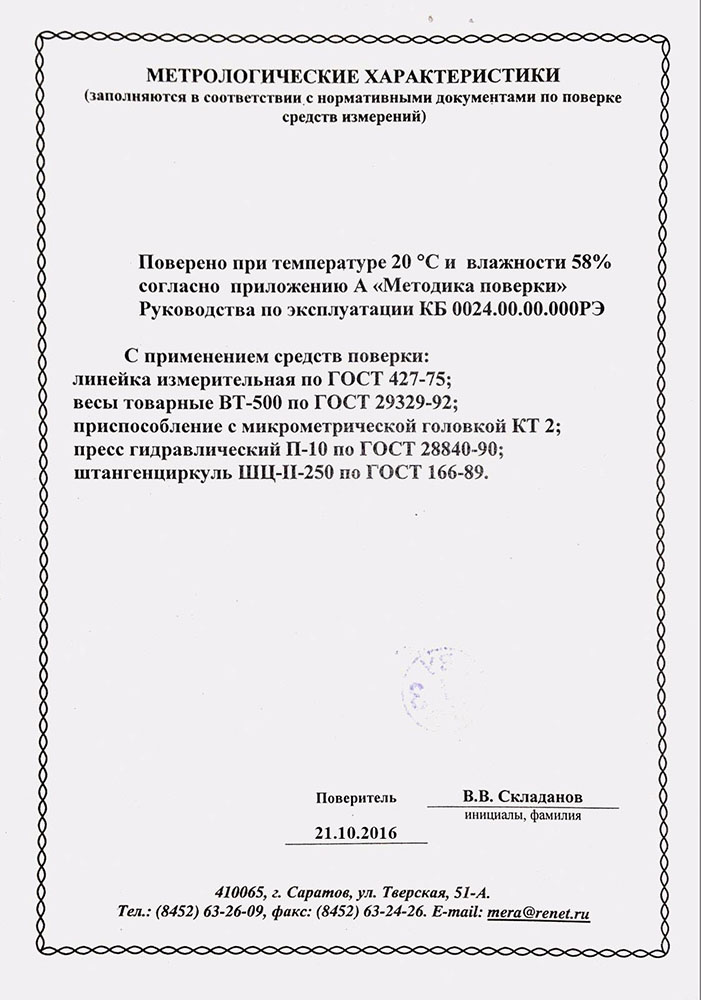 МЕТРОЛОГИЧЕСКИЕ ХАРАКТЕРИСТИКИ
(заполняются в соответствии с нормативными документами по поверке
средств измерений)
Поверено при температуре 20 °С и влажности 58%
согласно приложению А «Методика поверки»
Руководства по эксплуатации КБ 0024.00.00.000РЭ
С применением средств поверки:
линейка измерительная по ГОСТ 427-75;
весы товарные ВТ-500 по ГОСТ 29329-92;
приспособление с микрометрической головкой КТ 2;
пресс гидравлический П-10 по ГОСТ 28840-90;
штангенциркуль ШЦ-II-250 по ГОСТ 166-89.
Поверитель В.В. Складанов
инициалы, фамилия
21.10.2016
410065, г. Саратов, ул. Тверская, 51-А.
Тел.: (8452) 63-26-09, факс: (8452) 63-24-26. E-mail: mera@renet.ru